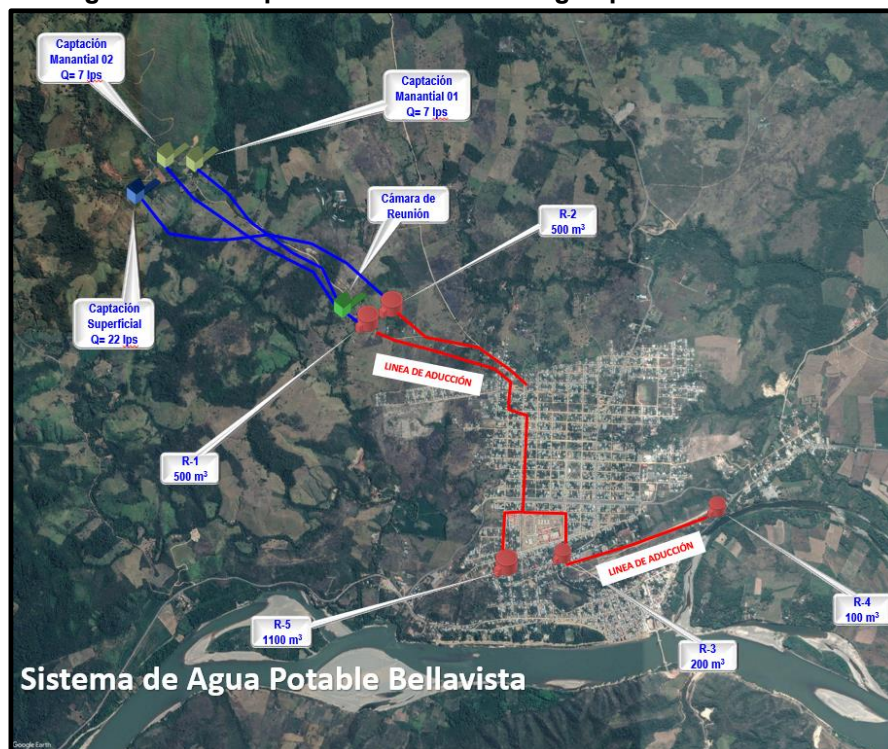 Captación
Manantial 02
Q= 7 lps
Captación
Manantial 01
Q= 7 lps
Cámara de
Reunión
R-2
500 m³
Captación
Superficial
Q= 22 lps
LINEA DE ADUCCIÓN
R-1
500 m³
LINEA DE ADUCCIÓN
R-5
1100 m³
R-4
100 m³
R-3
200 m³
Sistema de Agua Potable Bellavista
Google Earth